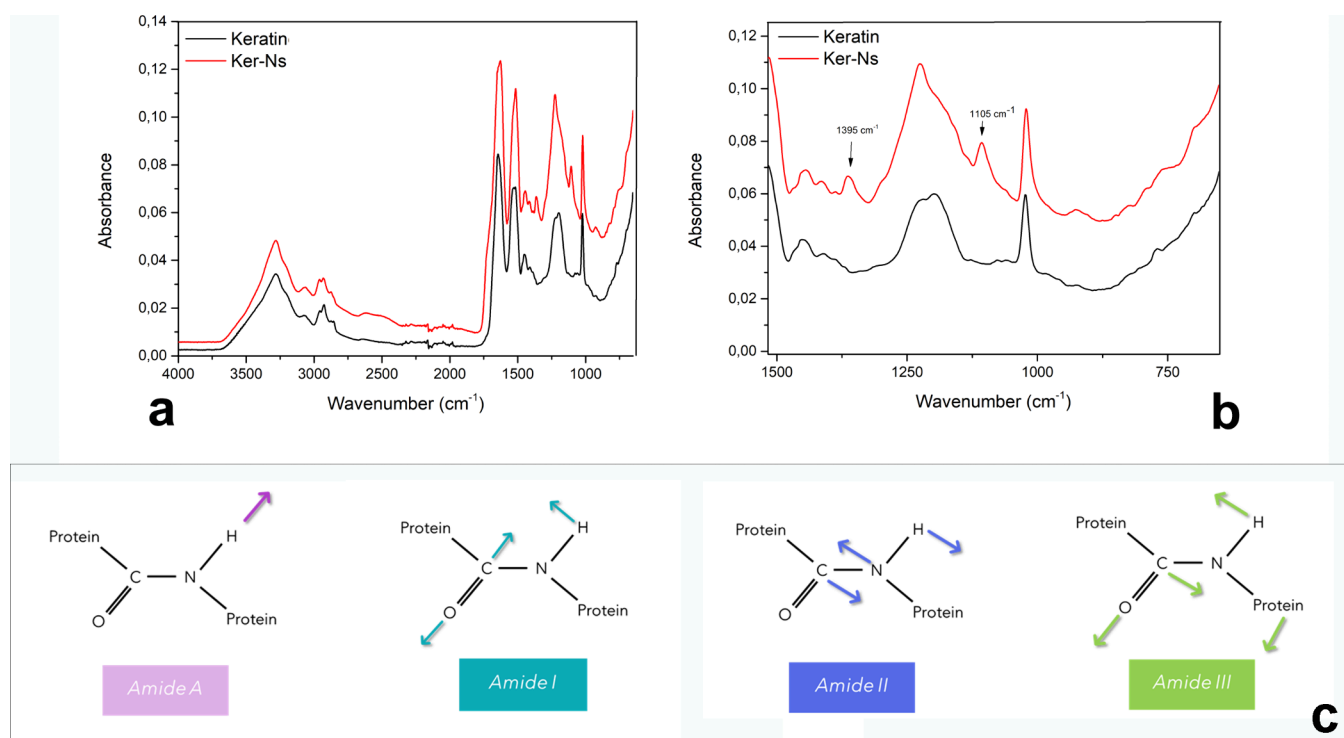 0,14
0,12
0,10
0,08
0,06
0,04
0,02
0,00
Absorbance
Keratin
Ker-Ns
4000 3500 3000 2500 2000 1500 1000
Wavenumber (cm⁻¹)
a
0,12
0,10
0,08
0,06
0,04
0,02
0,00
Absorbance
Keratin
Ker-Ns
1395 cm⁻¹
1105 cm⁻¹
1500 1250 1000 750
Wavenumber (cm⁻¹)
b
Protein
H
C
N
O
Protein
Amide A
Protein
H
C
N
O
Protein
Amide I
Protein
H
C
N
O
Protein
Amide II
Protein
H
C
N
O
Protein
Amide III
c